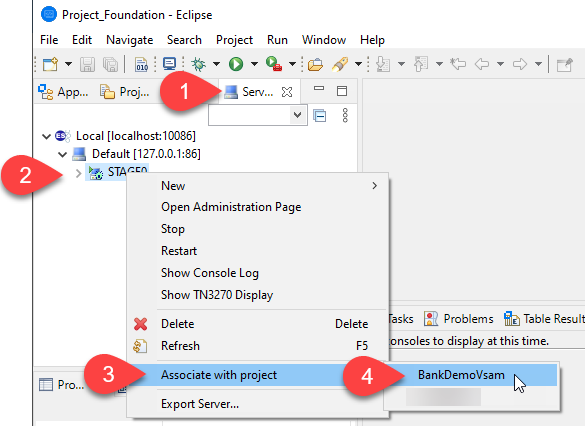 Project_Foundation - Eclipse
File Edit Navigate Search Project Run Window Help
010
1
App... Proj... Serv...
ES Local [localhost:10086]
Default [127.0.0.1:86]
2
STAGE0
New
Open Administration Page
Stop
Restart
Show Console Log
Show TN3270 Display
Delete Delete
Refresh F5
Tasks Problems Table Result
onsoles to display at this time.
3
Associate with project
4
BankDemoVsam
Pro...
Export Server...